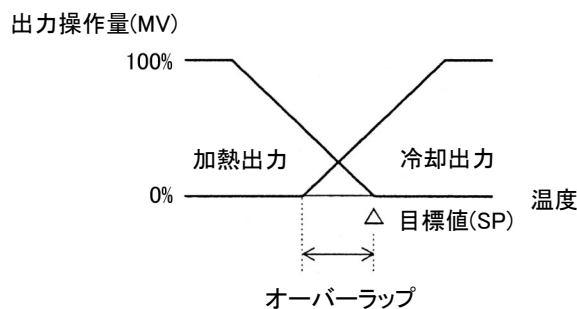 出力操作量(MV)
100%
加熱出力
冷却出力
0%
温度
△ 目標値(SP)
オーバーラップ